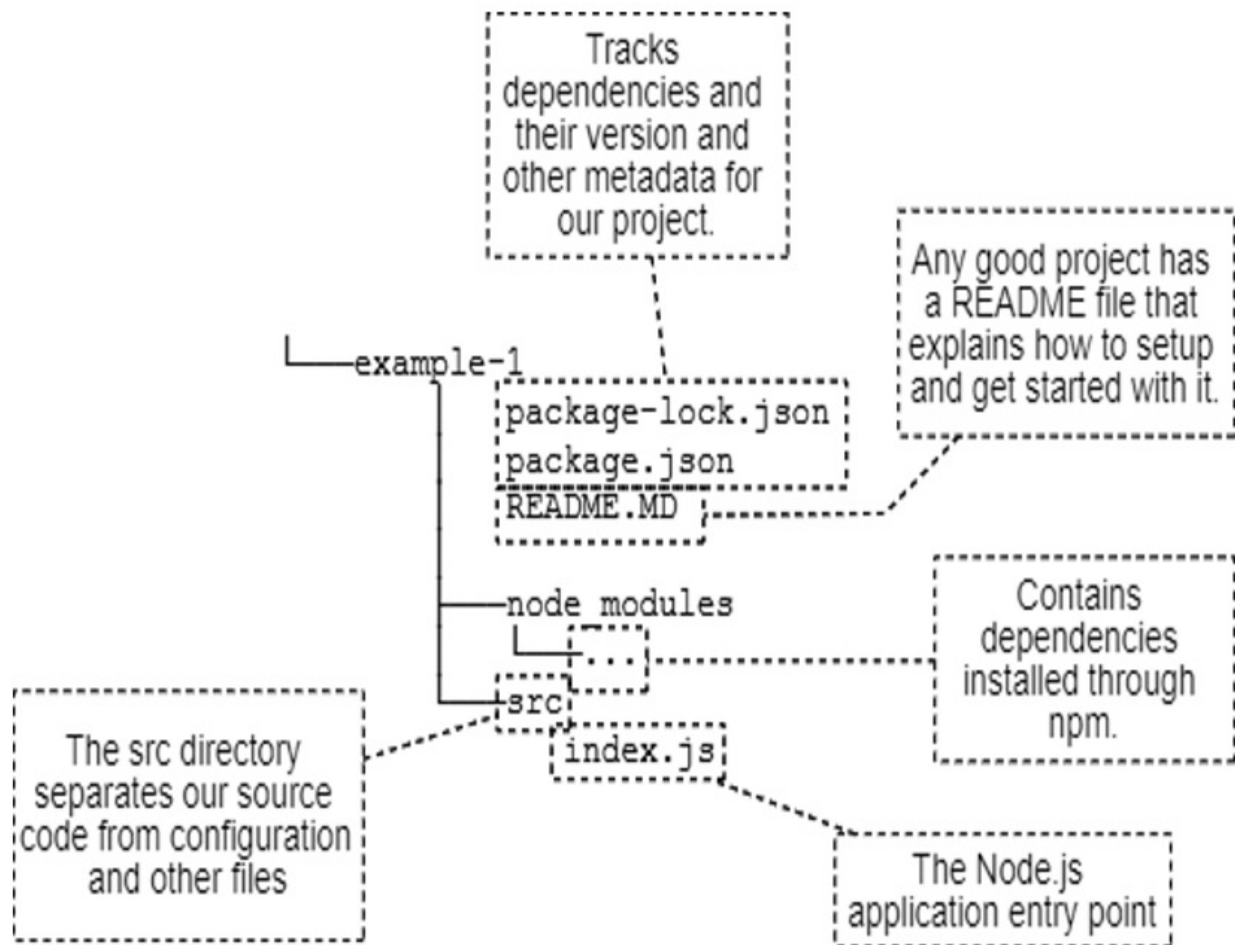 Tracks
dependencies and
their version and
other metadata for
our project.
Any good project has
a README file that
explains how to setup
and get started with it.
example-1
package-lock.json
package.json
README.MD
node_modules
...
Contains
dependencies
installed through
npm.
src
index.js
The src directory
separates our source
code from configuration
and other files
The Node.js
application entry point